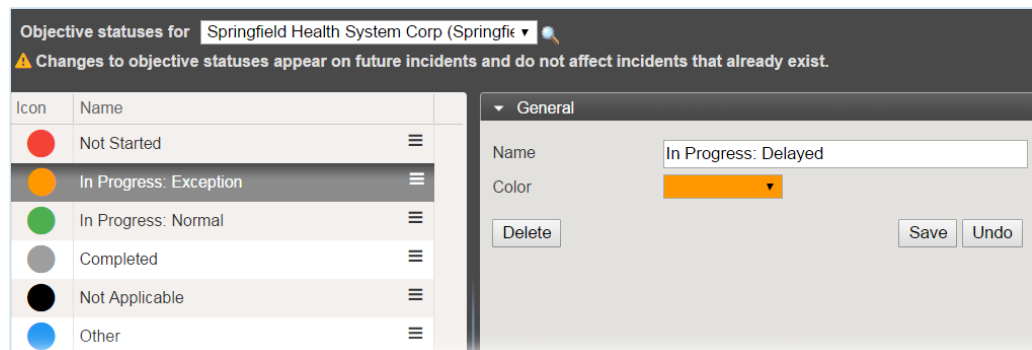 Objective statuses for Springfield Health System Corp (Springfie
Changes to objective statuses appear on future incidents and do not affect incidents that already exist.
Icon Name
Not Started
In Progress: Exception
In Progress: Normal
Completed
Not Applicable
Other
General
Name In Progress: Delayed
Color
Delete Save Undo